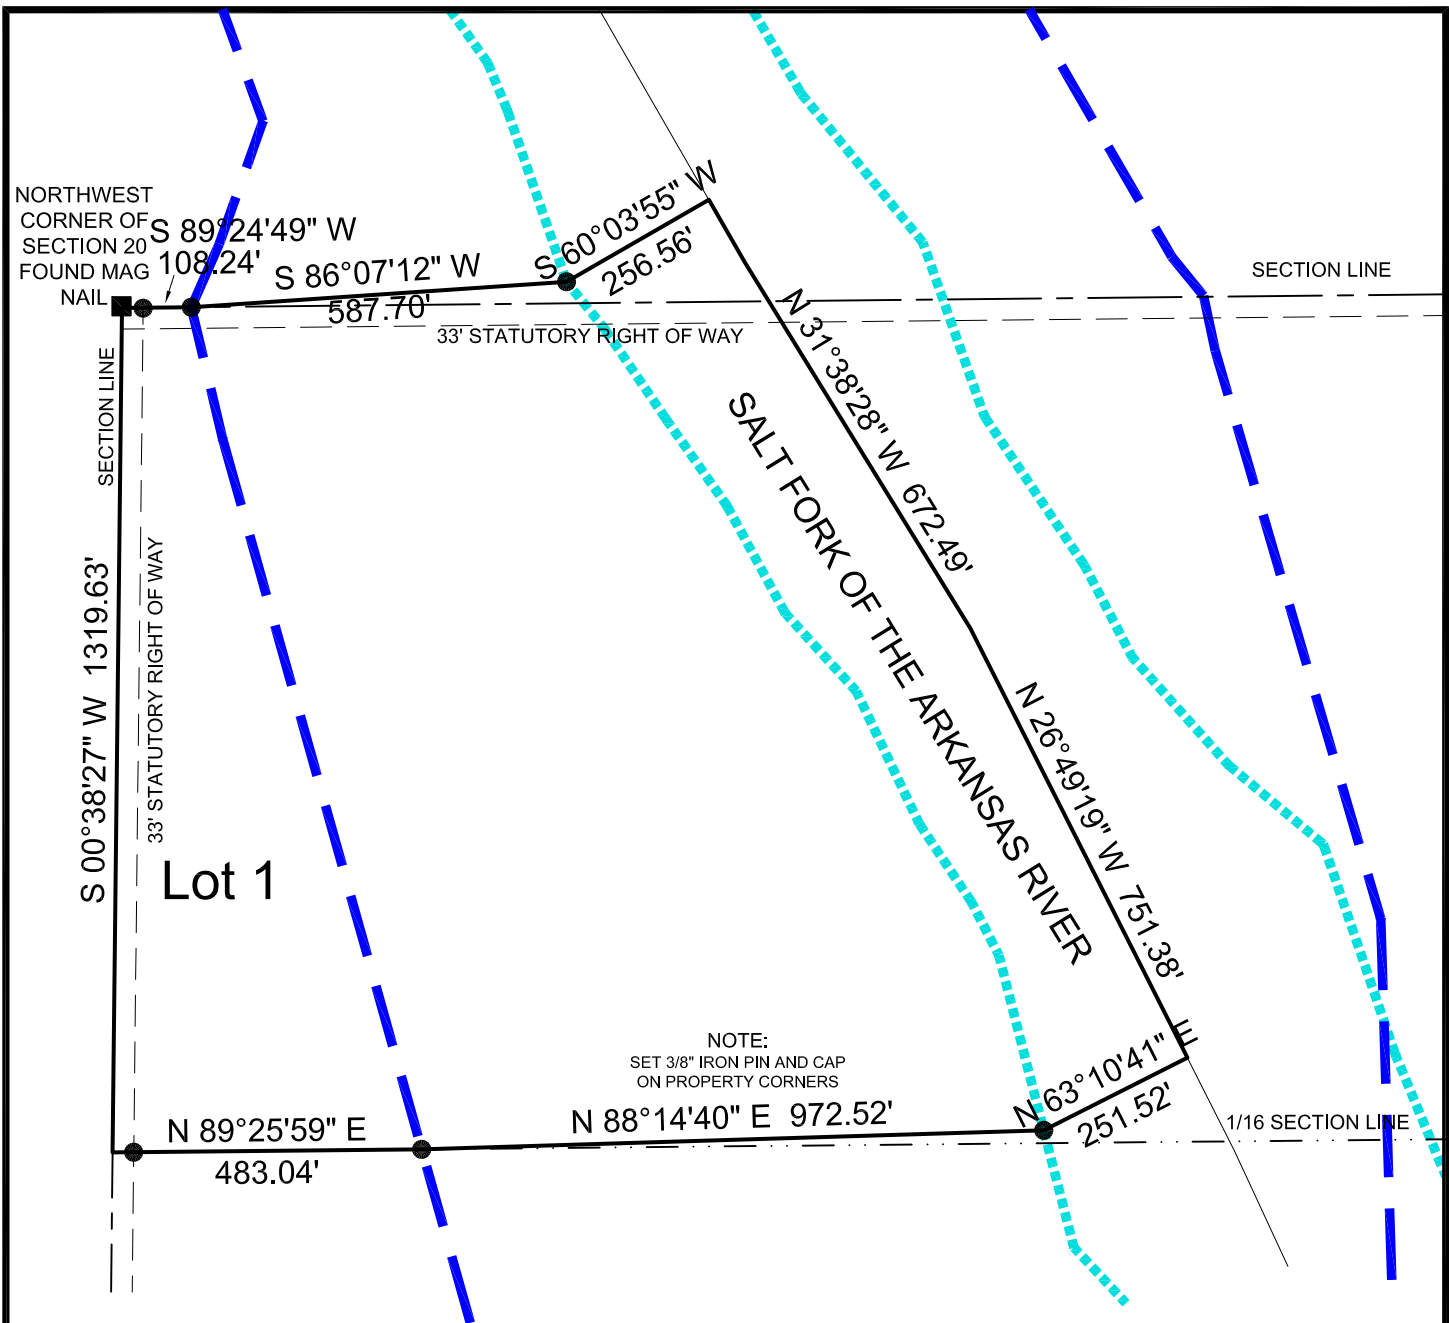 NORTHWEST
CORNER OF
SECTION 20
FOUND MAG
NAIL
S 89°24'49" W
108.24'
S 86°07'12" W
587.70'
S 60°03'55" W
256.56'
SECTION LINE
33' STATUTORY RIGHT OF WAY
N 31°38'28" W 672.49'
SALT FORK OF THE ARKANSAS RIVER
N 26°49'19" W 751.38'
SECTION LINE
S 00°38'27" W 1319.63'
33' STATUTORY RIGHT OF WAY
Lot 1
NOTE:
SET 3/8" IRON PIN AND CAP
ON PROPERTY CORNERS
N 89°25'59" E
483.04'
N 88°14'40" E 972.52'
N 63°10'41" E
251.52'
1/16 SECTION LINE